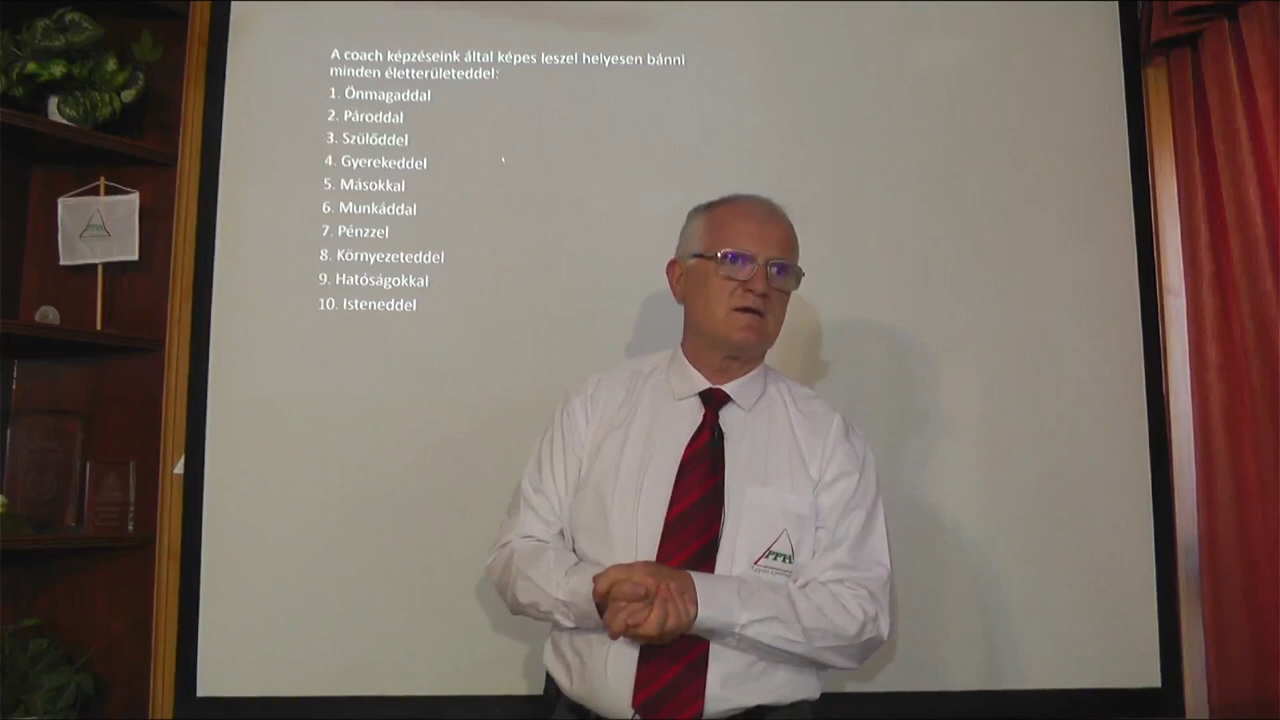 A coach képzéseink által képes leszel helyesen bánni
minden életterületeddel:
1. Önmagaddal
2. Pároddal
3. Szülőddel
4. Gyerekeddel
5. Másokkal
6. Munkáddal
7. Pénzzel
8. Környezeteddel
9. Hatóságokkal
10. Isteneddel